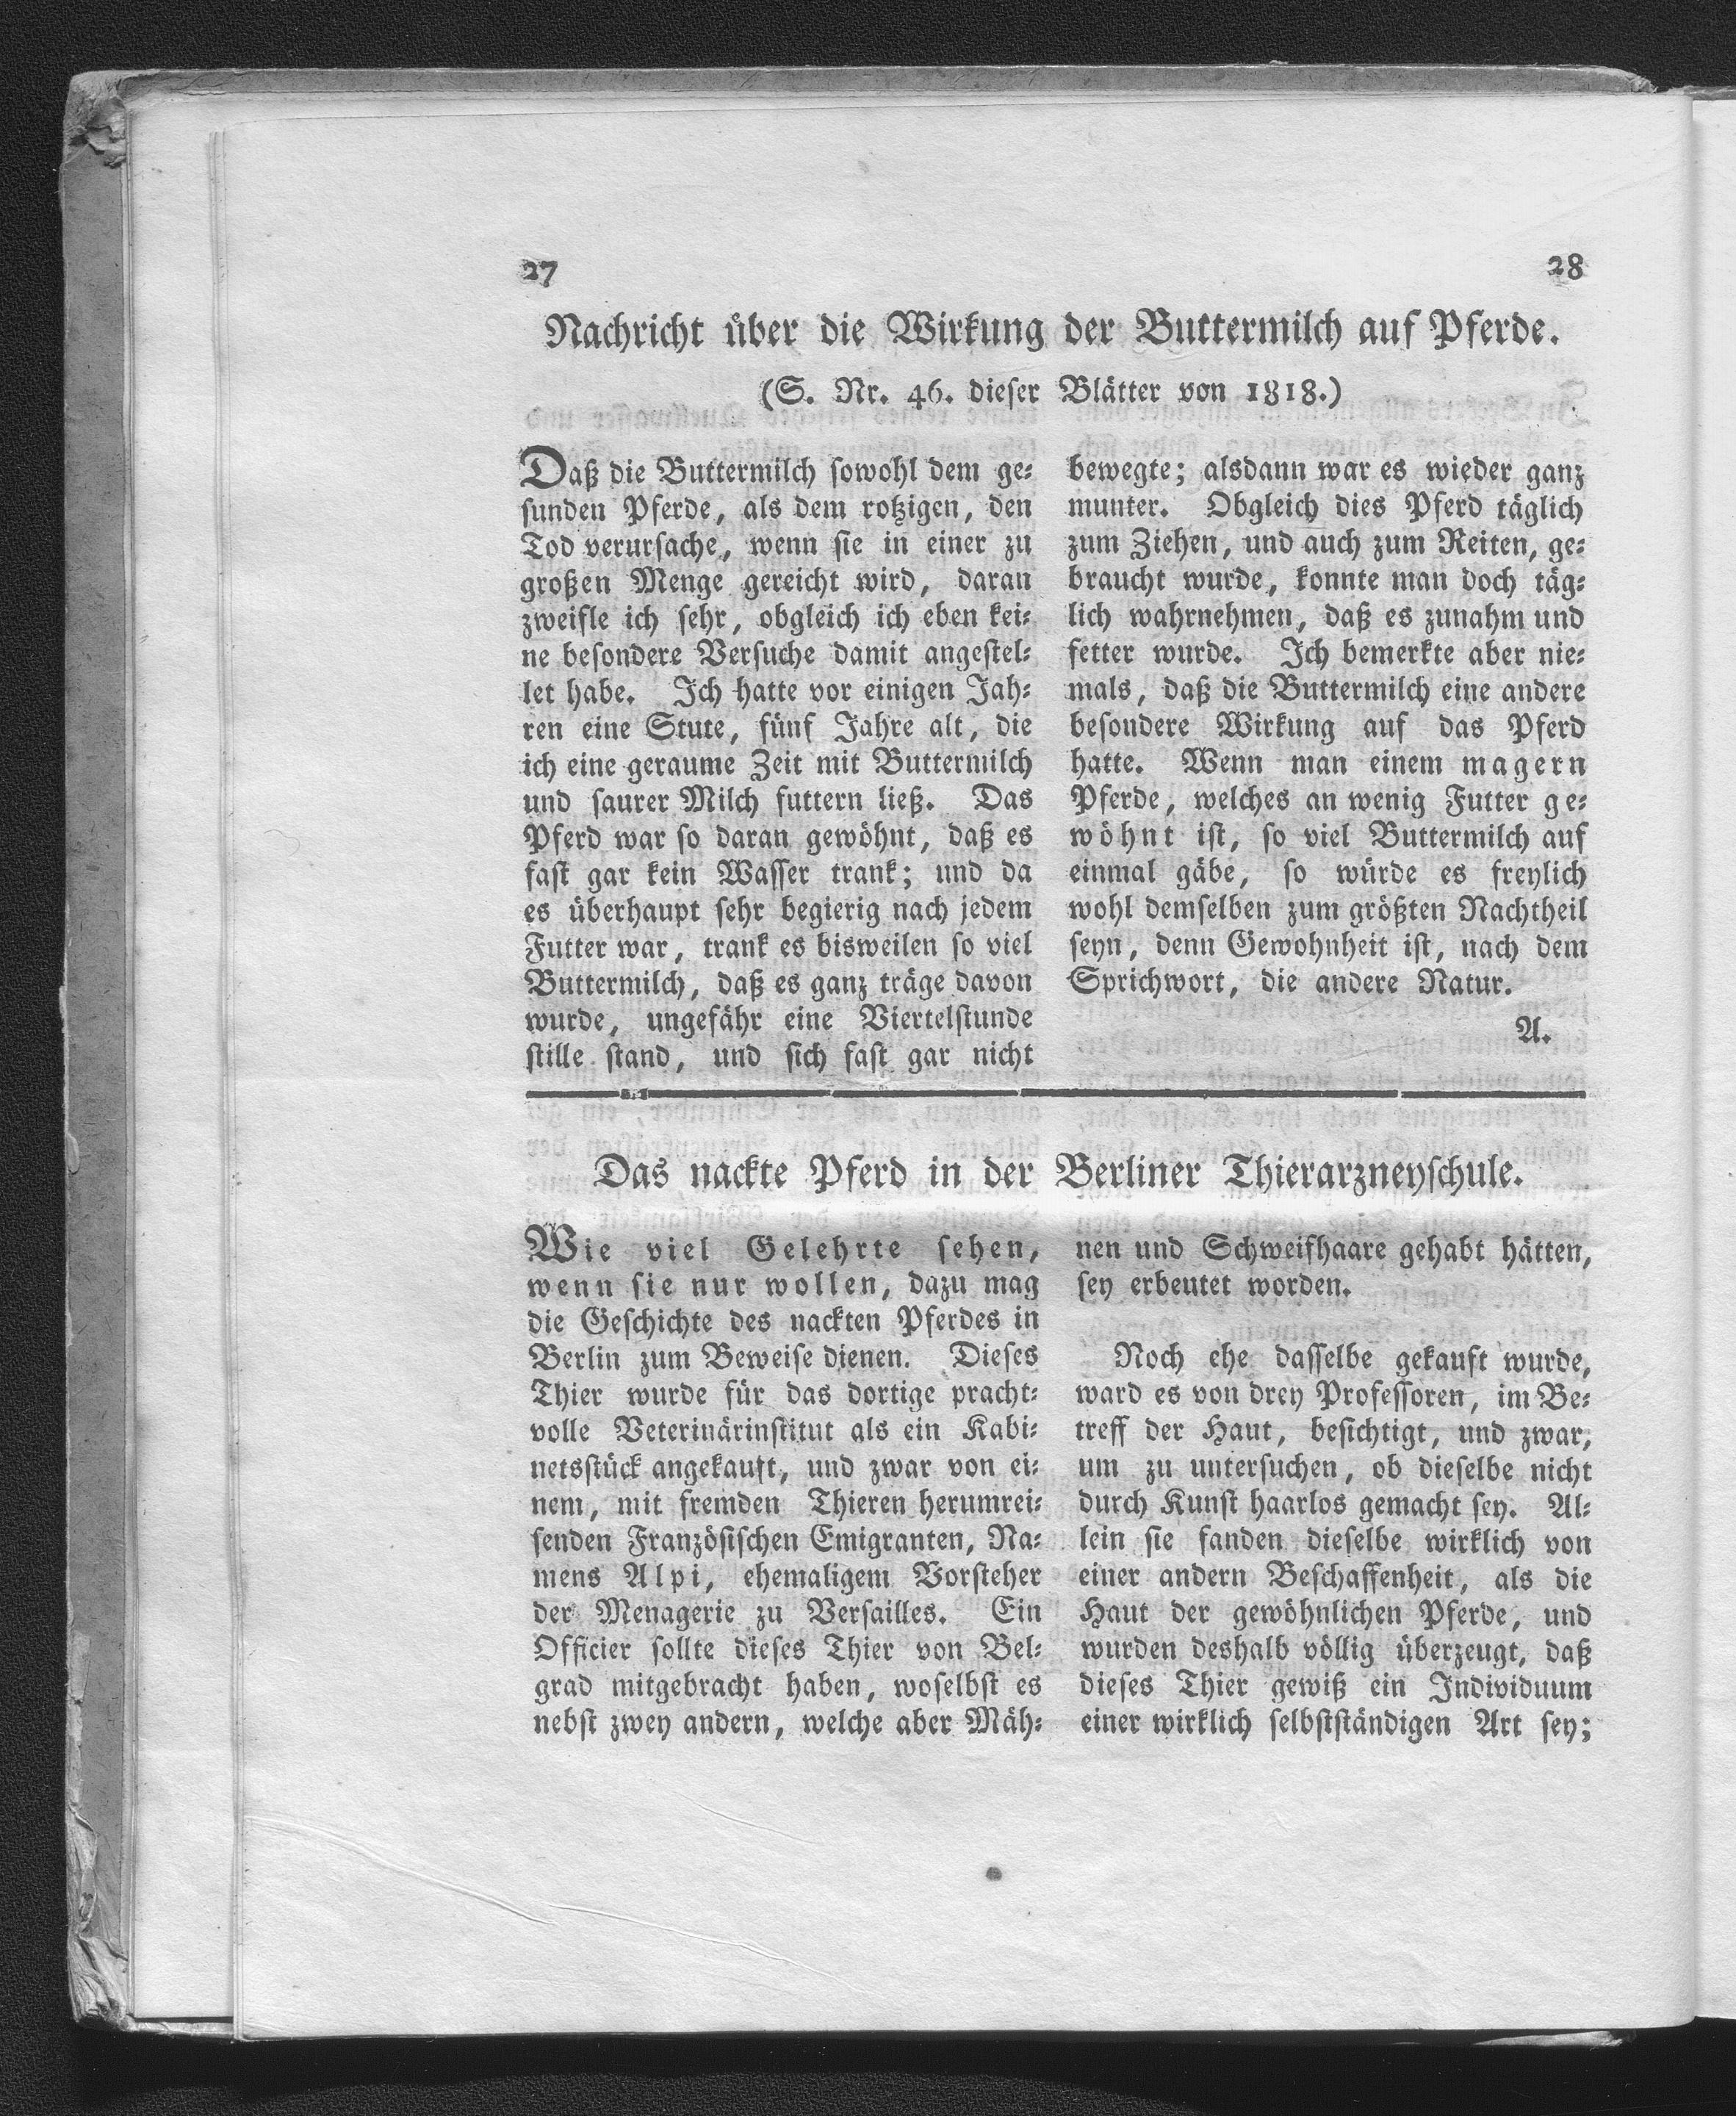 27
28
Nachricht über die Wirkung der Buttermilch auf Pferde.
(S. Nr. 46. dieser Blätter von 1818.)
Daß die Buttermilch sowohl dem ge⸗
sunden Pferde, als dem rotzigen, den
Tod verursache, wenn sie in einer zu
großen Menge gereicht wird, daran
zweifle ich sehr, obgleich ich eben kei⸗
ne besondere Versuche damit angestel⸗
let habe. Ich hatte vor einigen Jah⸗
ren eine Stute, fünf Jahre alt, die
ich eine geraume Zeit mit Buttermilch
und saurer Milch futtern ließ. Das
Pferd war so daran gewöhnt, daß es
fast gar kein Wasser trank; und da
es überhaupt sehr begierig nach jedem
Futter war, trank es bisweilen so viel
Buttermilch, daß es ganz träge davon
wurde, ungefähr eine Viertelstunde
stille stand, und sich fast gar nicht
bewegte; alsdann war es wieder ganz
munter. Obgleich dies Pferd täglich
zum Ziehen, und auch zum Reiten, ge⸗
braucht wurde, konnte man doch täg⸗
lich wahrnehmen, daß es zunahm und
fetter wurde. Ich bemerkte aber nie⸗
mals, daß die Buttermilch eine andere
besondere Wirkung auf das Pferd
hatte. Wenn man einem magern
Pferde, welches an wenig Futter ge⸗
wöhnt ist, so viel Buttermilch auf
einmal gäbe, so würde es freylich
wohl demselben zum größten Nachtheil
seyn, denn Gewohnheit ist, nach dem
Sprichwort, die andere Natur.
A.
Das nackte Pferd in der Berliner Thierarzneyschule.
Wie viel Gelehrte sehen,
wenn sie nur wollen, dazu mag
die Geschichte des nackten Pferdes in
Berlin zum Beweise dienen. Dieses
Thier wurde für das dortige pracht⸗
volle Veterinärinstitut als ein Kabi⸗
netsstück angekauft, und zwar von ei⸗
nem, mit fremden Thieren herumrei⸗
senden Französischen Emigranten, Na⸗
mens Alpi, ehemaligem Vorsteher
der Menagerie zu Versailles. Ein
Officier sollte dieses Thier von Bel⸗
grad mitgebracht haben, woselbst es
nebst zwey andern, welche aber Mäh⸗
nen und Schweifhaare gehabt hätten,
sey erbeutet worden.
Noch ehe dasselbe gekauft wurde,
ward es von drey Professoren, im Be⸗
treff der Haut, besichtigt, und zwar,
um zu untersuchen, ob dieselbe nicht
durch Kunst haarlos gemacht sey. Al⸗
lein sie fanden dieselbe wirklich von
einer andern Beschaffenheit, als die
Haut der gewöhnlichen Pferde, und
wurden deshalb völlig überzeugt, daß
dieses Thier gewiß ein Individuum
einer wirklich selbstständigen Art sey;